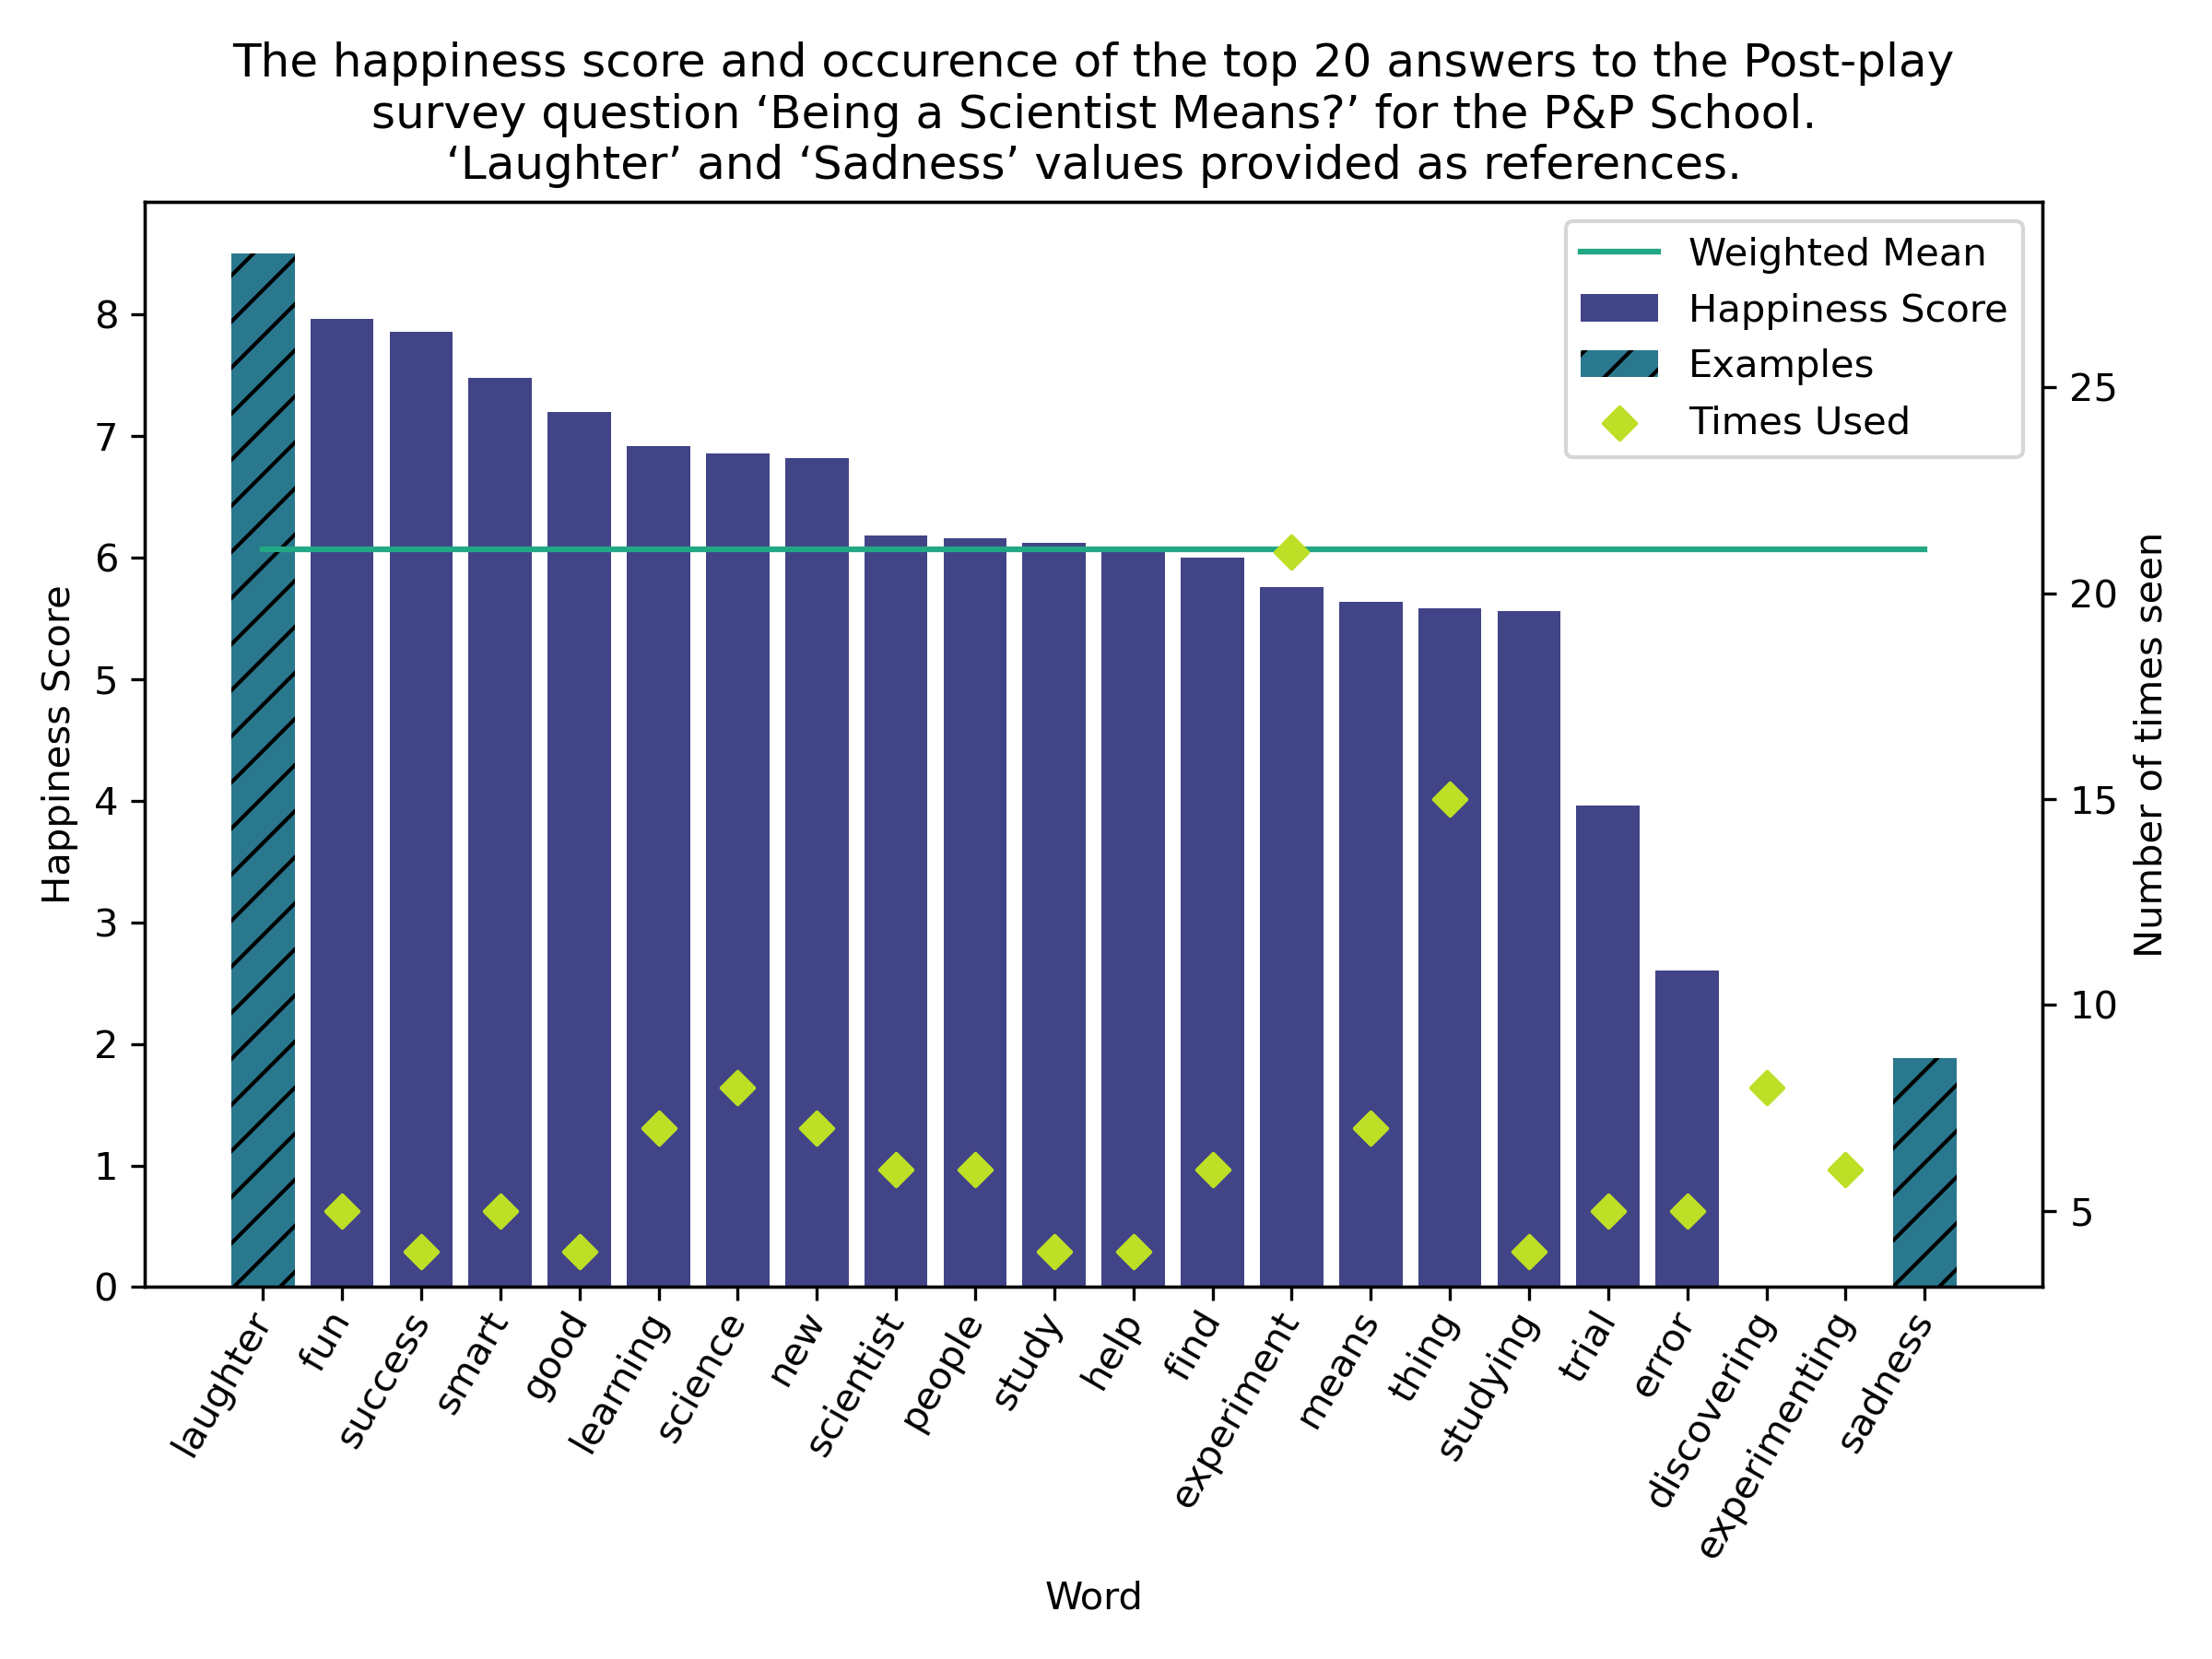 The happiness score and occurence of the top 20 answers to the Post-play
survey question ‘Being a Scientist Means?’ for the P&P School.
‘Laughter’ and ‘Sadness’ values provided as references.
Weighted Mean
Happiness Score
Examples
Times Used
Happiness Score
8
7
6
5
4
3
2
1
0
25
20
15
10
5
Number of times seen
laughter
fun
success
smart
good
learning
science
new
scientist
people
study
help
find
experiment
means
thing
studying
trial
error
discovering
experimenting
sadness
Word